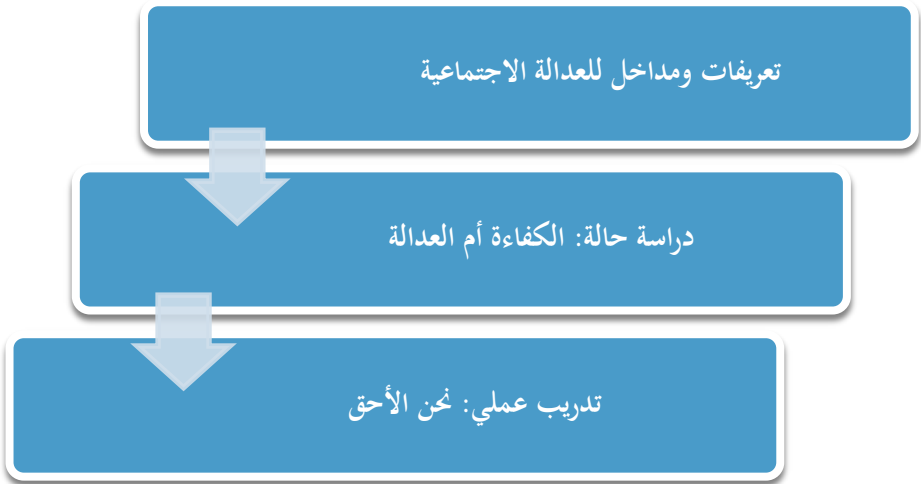 تعريفات ومداخل للعدالة الاجتماعية
دراسة حالة: الكفاءة أم العدالة
تدريب عملي: نحن الأحق